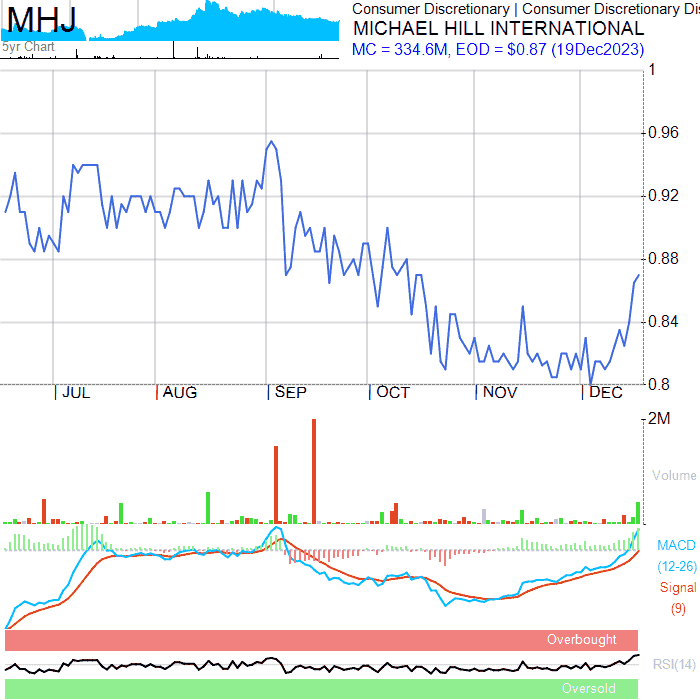 MHJ
5yr Chart
Consumer Discretionary | Consumer Discretionary Dis
MICHAEL HILL INTERNATIONAL
MC = 334.6M, EOD = $0.87 (19Dec2023)
1
0.96
0.92
0.88
0.84
0.8
JUL AUG SEP OCT NOV DEC
2M
Volume
MACD
(12-26)
Signal
(9)
Overbought
RSI(14)
Oversold